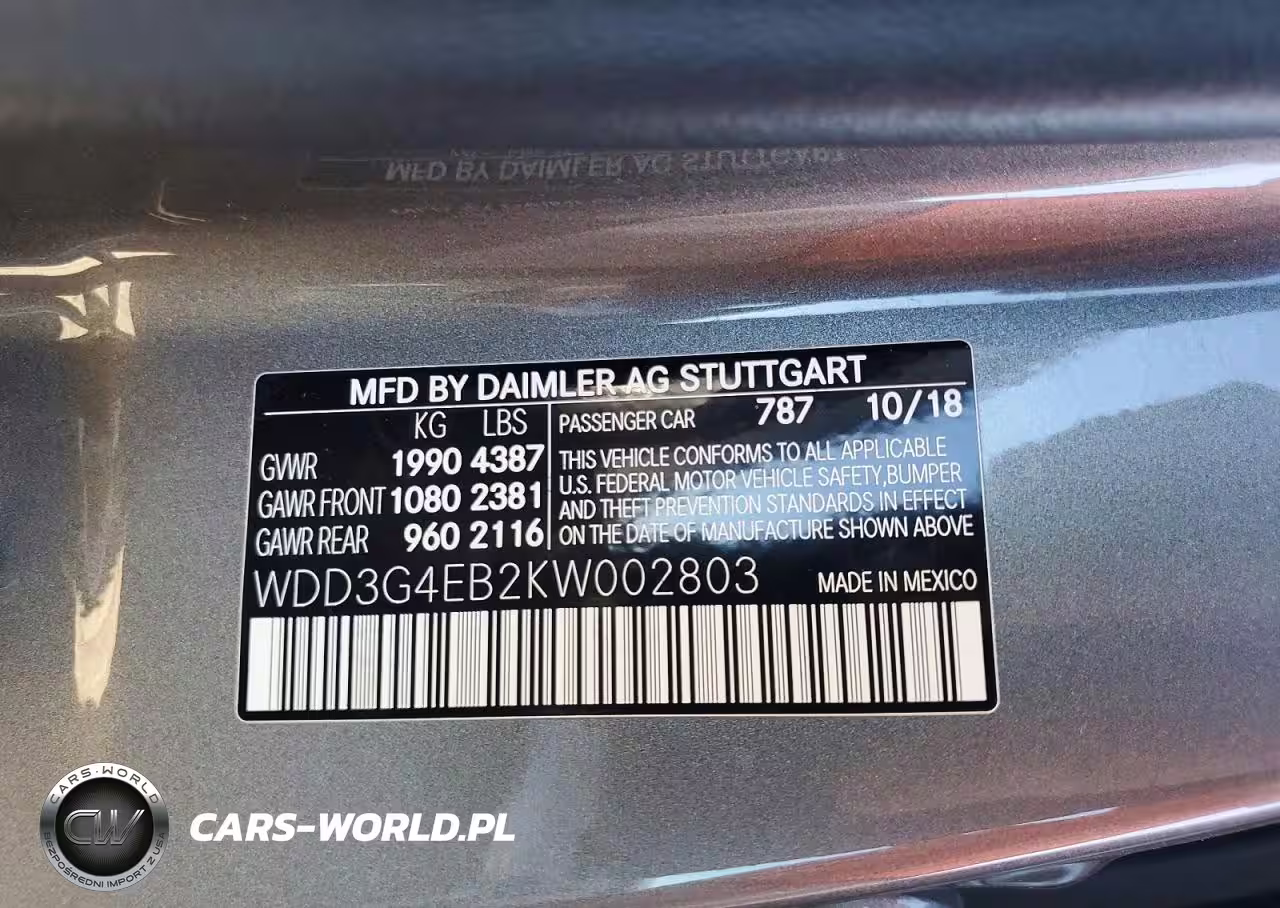 MFD BY DAIMLER AG STUTTGART
MFD BY DAIMLER AG STUTTGART
KG LBS
GVWR 1990 4387
GAWR FRONT 1080 2381
GAWR REAR 960 2116
PASSENGER CAR 787 10/18
THIS VEHICLE CONFORMS TO ALL APPLICABLE
U.S. FEDERAL MOTOR VEHICLE SAFETY,BUMPER
AND THEFT PREVENTION STANDARDS IN EFFECT
ON THE DATE OF MANUFACTURE SHOWN ABOVE
WDD3G4EB2KW002803 MADE IN MEXICO
CARS-WORLD
CW
BEZPOŚREDNI IMPORT Z USA
CARS-WORLD.PL